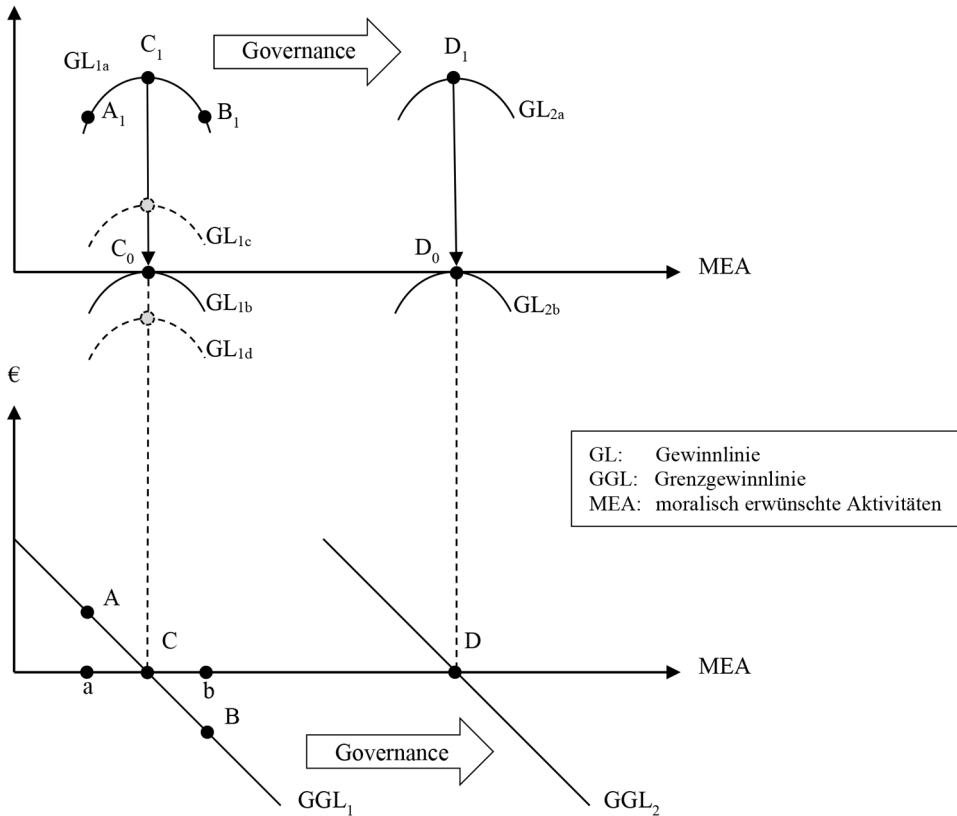 C1
Governance
D1
GL1a
A1
B1
GL2a
GL1c
C0
D0
MEA
GL1b
GL2b
GL1d
€
GL: Gewinnlinie
GGL: Grenzgewinnlinie
MEA: moralisch erwünschte Aktivitäten
A
C
D
MEA
a
b
B
Governance
GGL1
GGL2